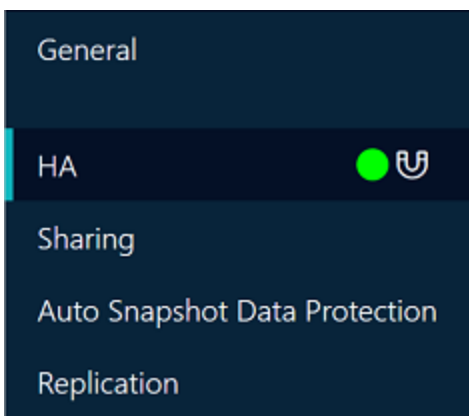 General
HA
Sharing
Auto Snapshot Data Protection
Replication